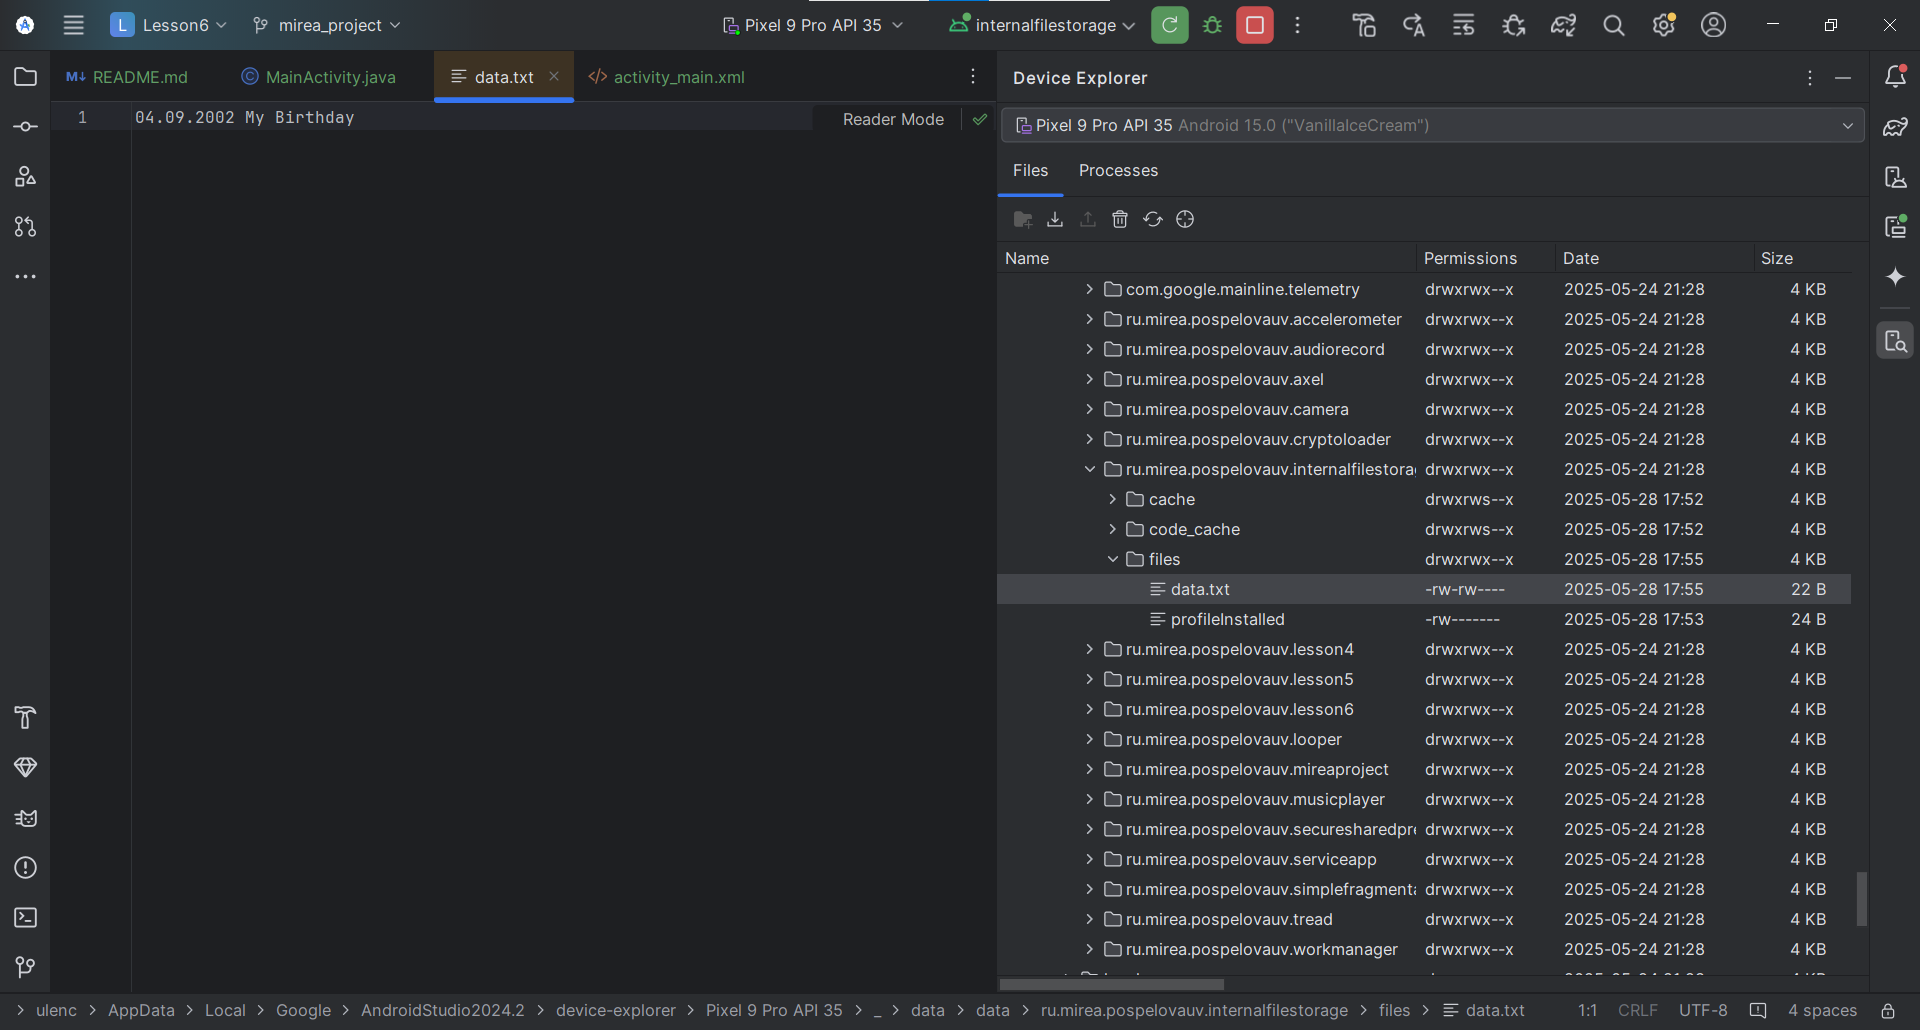 L Lesson6 mirea_project Pixel 9 Pro API 35 internalfilestorage
M↓ README.md C MainActivity.java data.txt </> activity_main.xml
1 04.09.2002 My Birthday
Reader Mode
Device Explorer
Pixel 9 Pro API 35 Android 15.0 ("VanillaIceCream")
Files Processes
Name Permissions Date Size
com.google.mainline.telemetry drwxrwx--x 2025-05-24 21:28 4 KB
ru.mirea.pospelovauv.accelerometer drwxrwx--x 2025-05-24 21:28 4 KB
ru.mirea.pospelovauv.audiorecord drwxrwx--x 2025-05-24 21:28 4 KB
ru.mirea.pospelovauv.axel drwxrwx--x 2025-05-24 21:28 4 KB
ru.mirea.pospelovauv.camera drwxrwx--x 2025-05-24 21:28 4 KB
ru.mirea.pospelovauv.cryptoloader drwxrwx--x 2025-05-24 21:28 4 KB
ru.mirea.pospelovauv.internalfilestora drwxrwx--x 2025-05-24 21:28 4 KB
cache drwxrws--x 2025-05-28 17:52 4 KB
code_cache drwxrws--x 2025-05-28 17:52 4 KB
files drwxrwx--x 2025-05-28 17:55 4 KB
data.txt -rw-rw---- 2025-05-28 17:55 22 B
profileInstalled -rw------- 2025-05-28 17:53 24 B
ru.mirea.pospelovauv.lesson4 drwxrwx--x 2025-05-24 21:28 4 KB
ru.mirea.pospelovauv.lesson5 drwxrwx--x 2025-05-24 21:28 4 KB
ru.mirea.pospelovauv.lesson6 drwxrwx--x 2025-05-24 21:28 4 KB
ru.mirea.pospelovauv.looper drwxrwx--x 2025-05-24 21:28 4 KB
ru.mirea.pospelovauv.mireaproject drwxrwx--x 2025-05-24 21:28 4 KB
ru.mirea.pospelovauv.musicplayer drwxrwx--x 2025-05-24 21:28 4 KB
ru.mirea.pospelovauv.securesharedpre drwxrwx--x 2025-05-24 21:28 4 KB
ru.mirea.pospelovauv.serviceapp drwxrwx--x 2025-05-24 21:28 4 KB
ru.mirea.pospelovauv.simplefragmenta drwxrwx--x 2025-05-24 21:28 4 KB
ru.mirea.pospelovauv.tread drwxrwx--x 2025-05-24 21:28 4 KB
ru.mirea.pospelovauv.workmanager drwxrwx--x 2025-05-24 21:28 4 KB
> ulenc > AppData > Local > Google > AndroidStudio2024.2 > device-explorer > Pixel 9 Pro API 35 > _ > data > data > ru.mirea.pospelovauv.internalfilestorage > files > data.txt 1:1 CRLF UTF-8 4 spaces